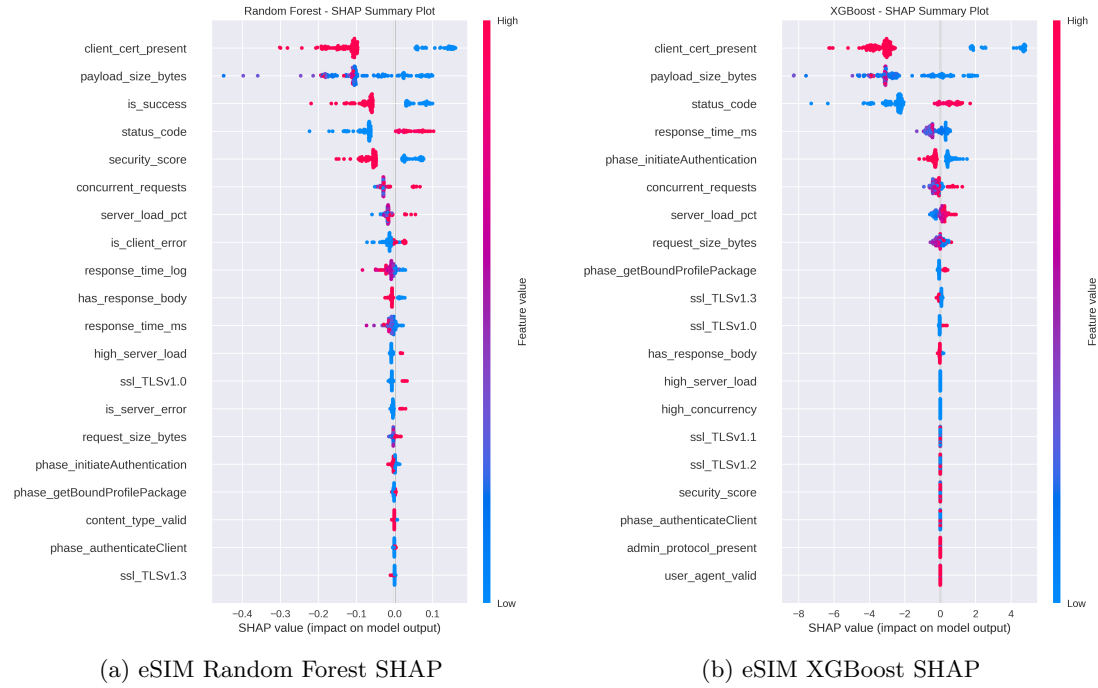 Random Forest - SHAP Summary Plot
High
client_cert_present
payload_size_bytes
is_success
status_code
security_score
concurrent_requests
server_load_pct
is_client_error
response_time_log
has_response_body
response_time_ms
high_server_load
ssl_TLSv1.0
is_server_error
request_size_bytes
phase_initiateAuthentication
phase_getBoundProfilePackage
content_type_valid
phase_authenticateClient
ssl_TLSv1.3
Feature value
Low
−0.4 −0.3 −0.2 −0.1 0.0 0.1
SHAP value (impact on model output)
(a) eSIM Random Forest SHAP
XGBoost - SHAP Summary Plot
High
client_cert_present
payload_size_bytes
status_code
response_time_ms
phase_initiateAuthentication
concurrent_requests
server_load_pct
request_size_bytes
phase_getBoundProfilePackage
ssl_TLSv1.3
ssl_TLSv1.0
has_response_body
high_server_load
high_concurrency
ssl_TLSv1.1
ssl_TLSv1.2
security_score
phase_authenticateClient
admin_protocol_present
user_agent_valid
Feature value
Low
−8 −6 −4 −2 0 2 4
SHAP value (impact on model output)
(b) eSIM XGBoost SHAP